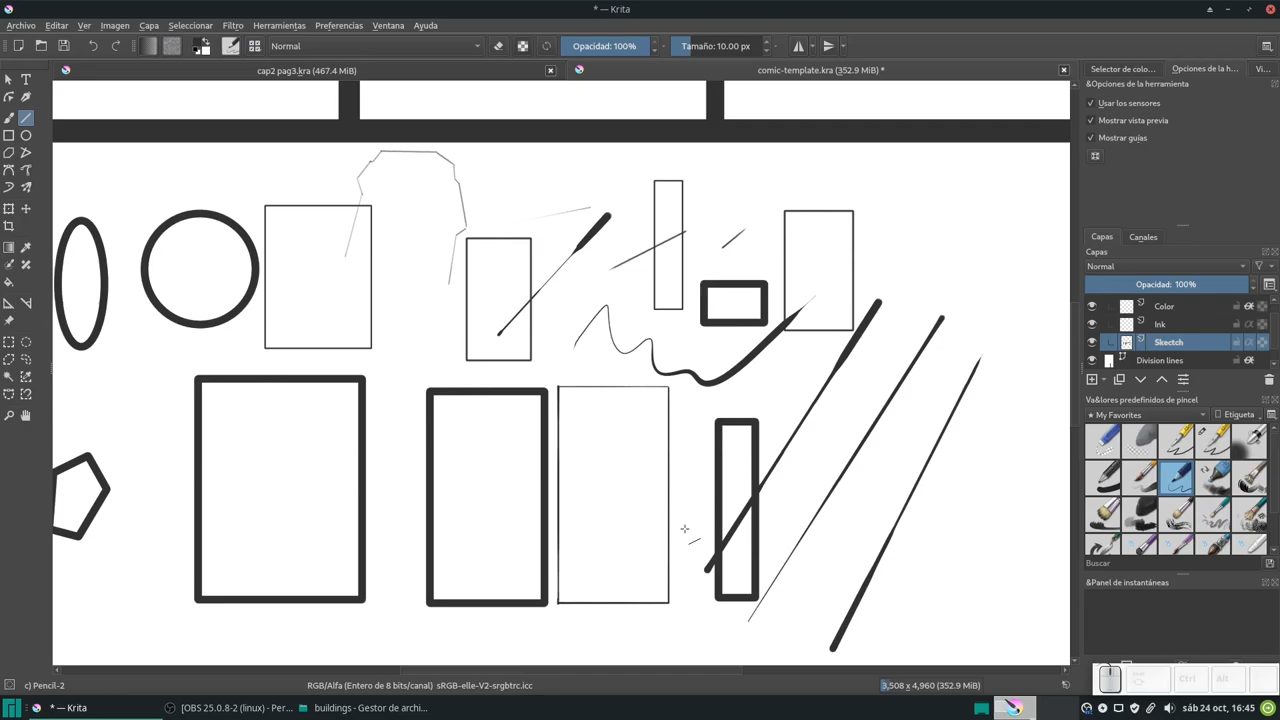 * — Krita
Archivo Editar Ver Imagen Capa Seleccionar Filtro Herramientas Preferencias Ventana Ayuda
Normal Opacidad: 100% Tamaño: 10.00 px
cap2 pag3.kra (467.4 MiB) comic-template.kra (352.9 MiB) *
Selector de colo... Opciones de la h... Vi...
&Opciones de la herramienta
Usar los sensores
Mostrar vista previa
Mostrar guías
Capas Canales
Capas
Normal
Opacidad: 100%
Color
Ink
Skectch
Division lines
Va&lores predefinidos de pincel
★ My Favorites Etiqueta
Buscar
&Panel de instantáneas
Ctrl Alt
c) Pencil-2 RGB/Alfa (Entero de 8 bits/canal) sRGB-elle-V2-srgbtrc.icc 3,508 x 4,960 (352.9 MiB)
* — Krita [OBS 25.0.8-2 (linux) - Per... buildings - Gestor de archi... sáb 24 oct, 16:45